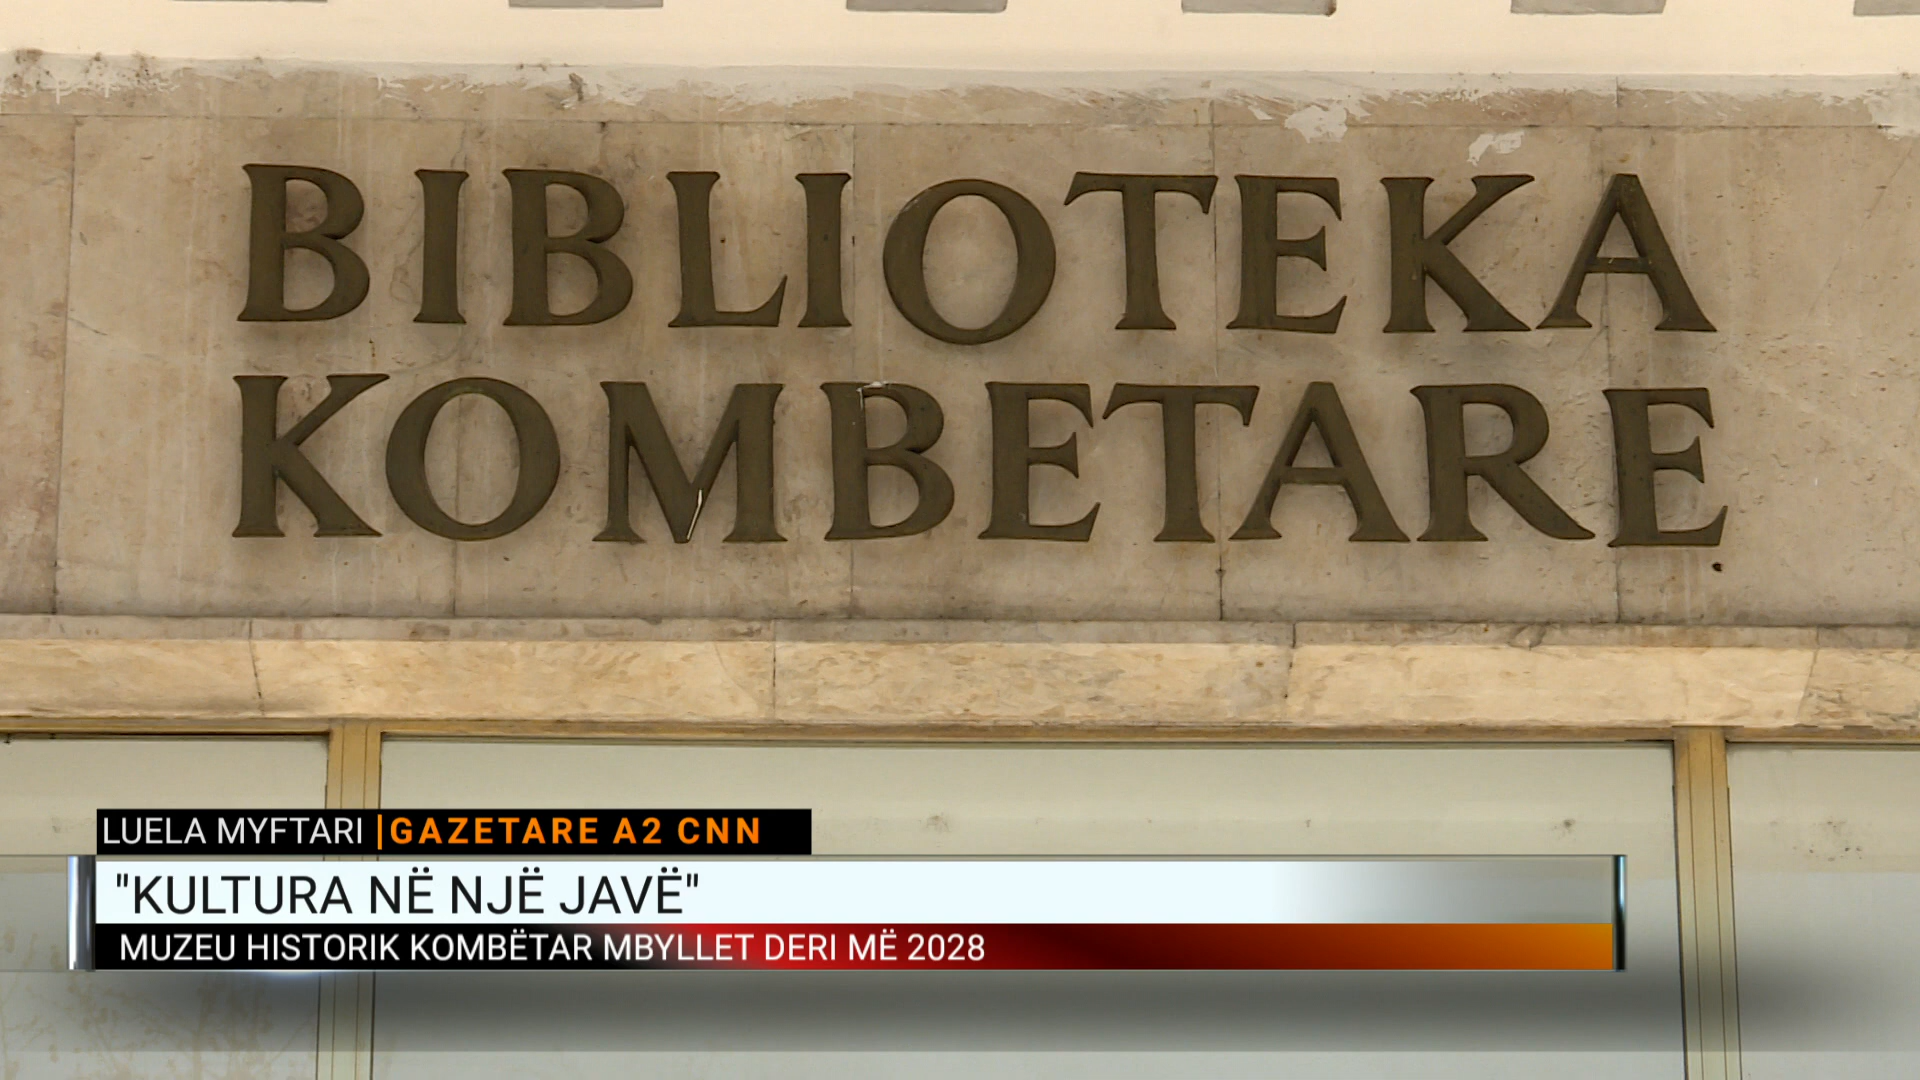 BIBLIOTEKA
KOMBETARE
LUELA MYFTARI |GAZETARE A2 CNN
"KULTURA NË NJË JAVË"
MUZEU HISTORIK KOMBËTAR MBYLLET DERI MË 2028